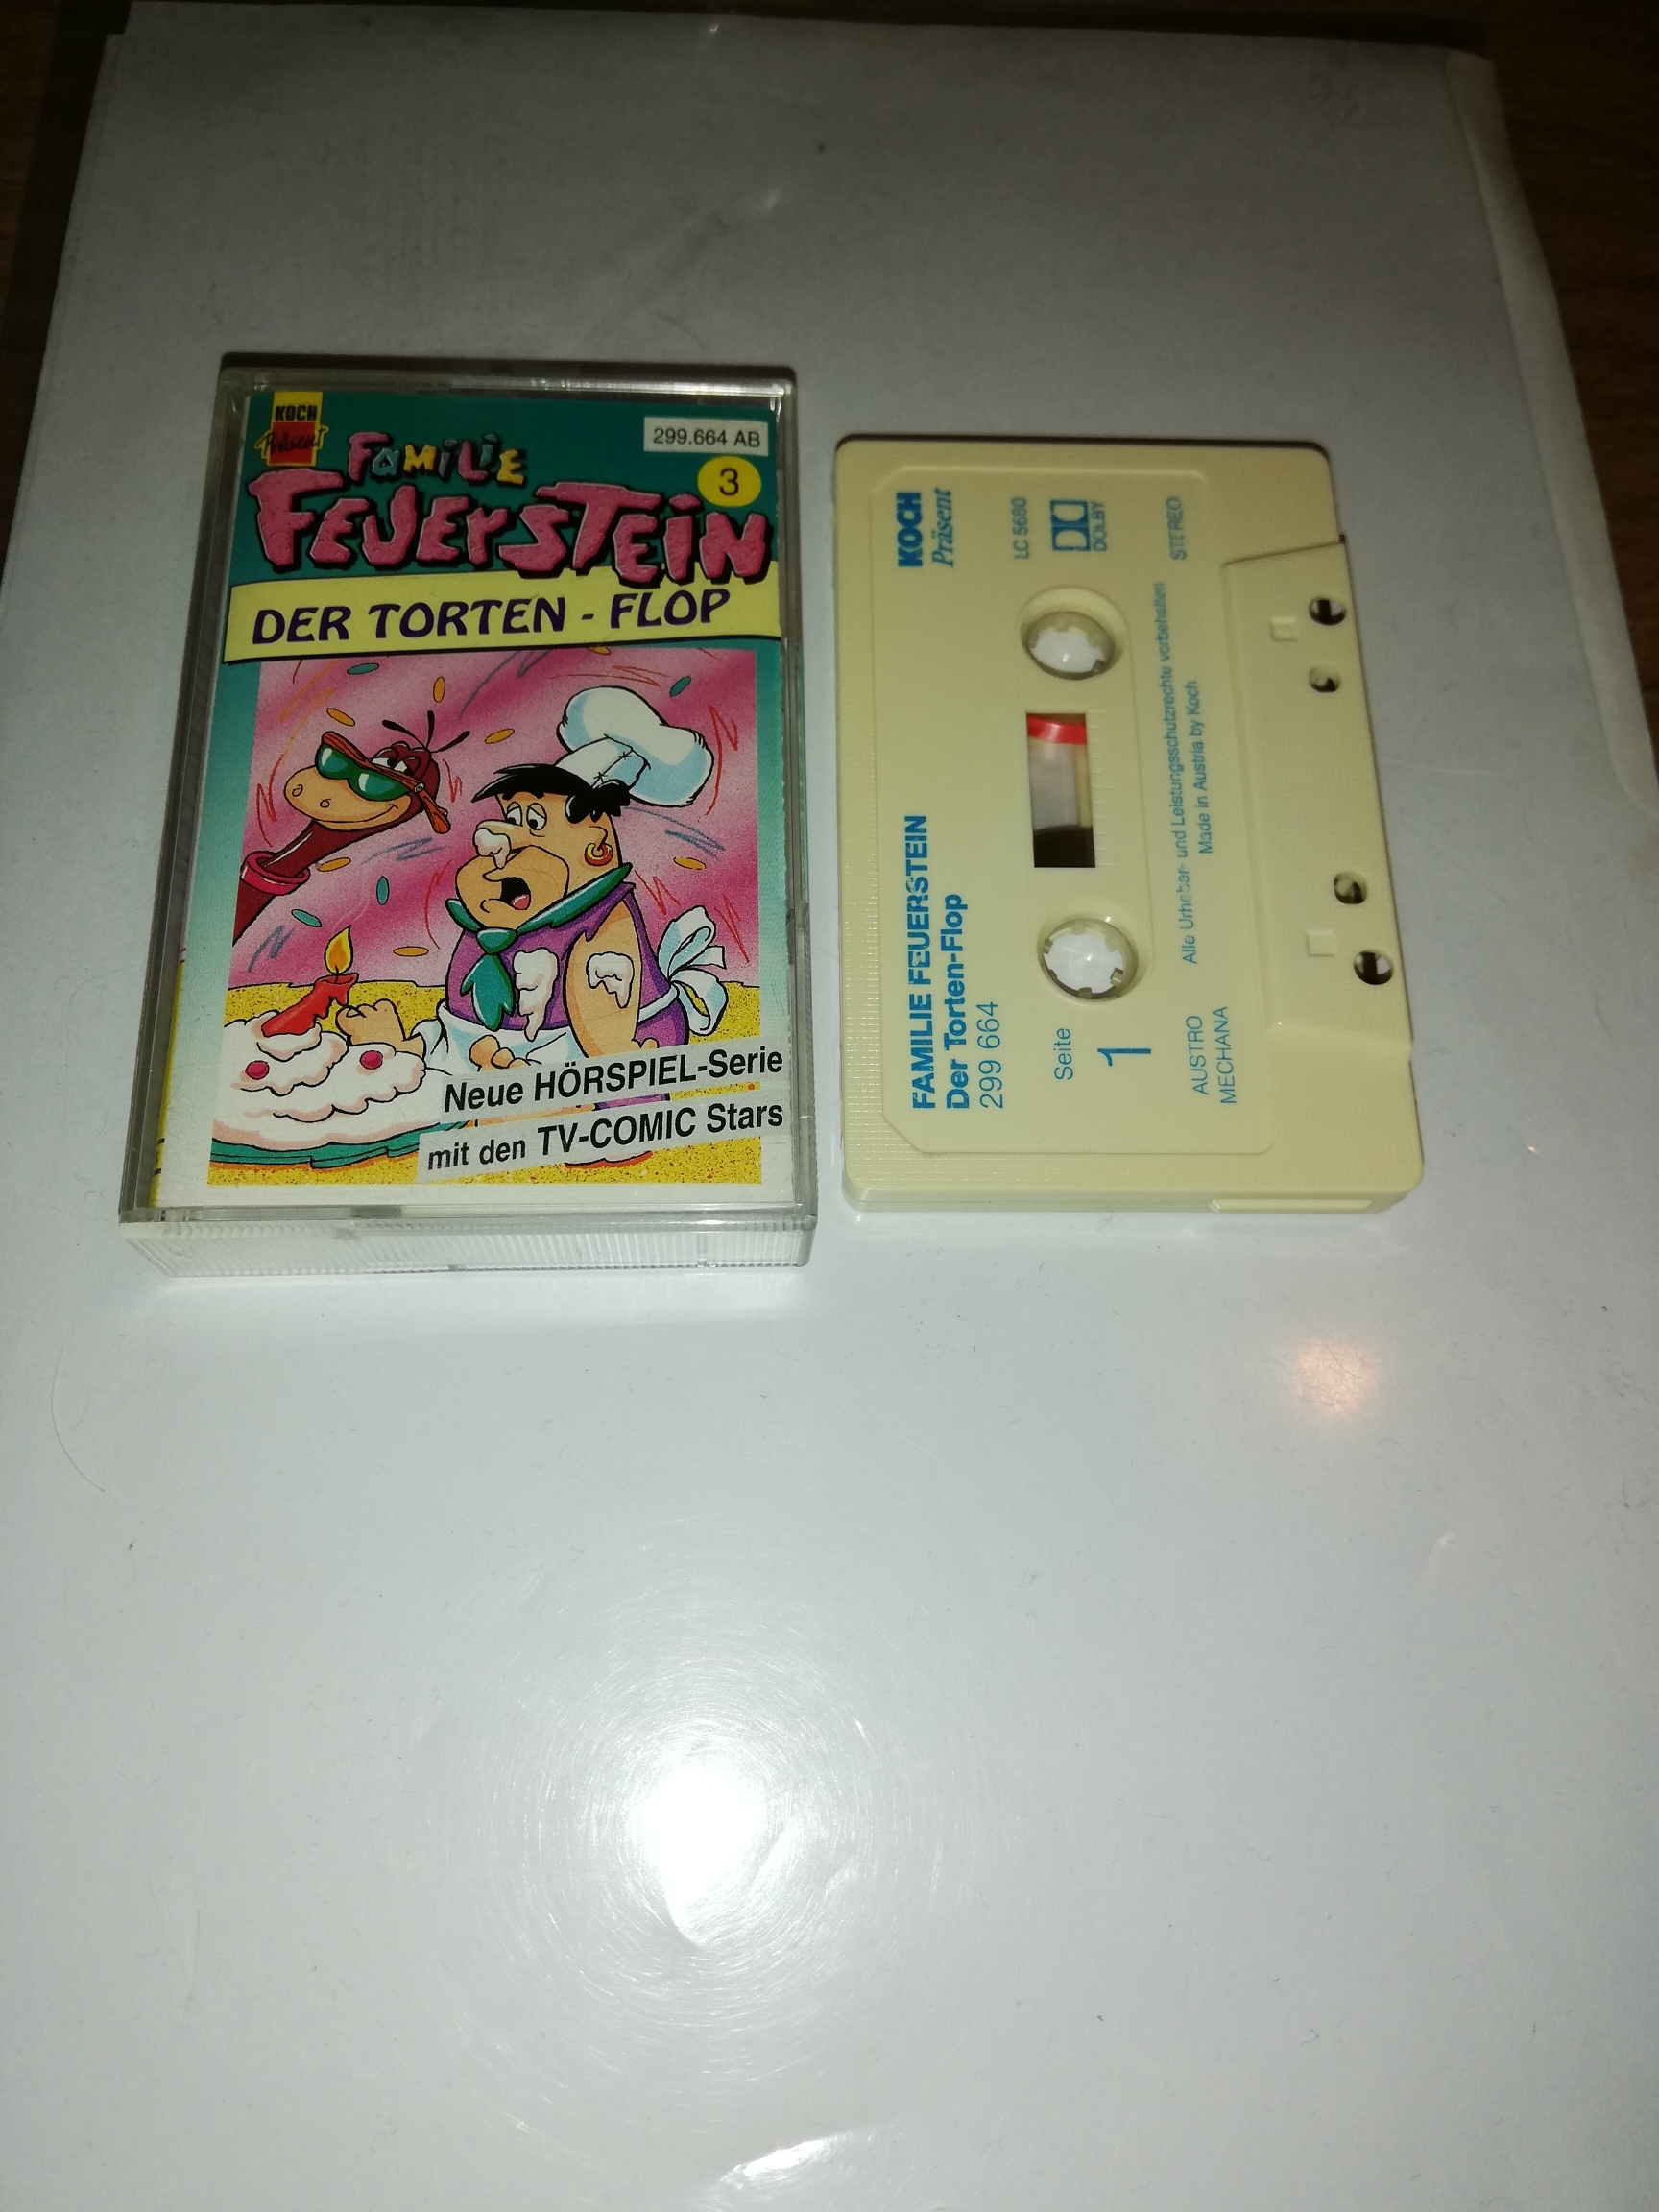 KOCH
Präsent
299.664 AB
FAMILIE
3
FEUERSTEIN
DER TORTEN - FLOP
Neue HÖRSPIEL-Serie
mit den TV-COMIC Stars
KOCH
Präsent
FAMILIE FEUERSTEIN
Der Torten-Flop
299 664
LC 5680
DOLBY
STEREO
Seite
1
Alle Urheber- und Leistungsschutzrechte vorbehalten
Made in Austria by Koch
AUSTRO
MECHANA